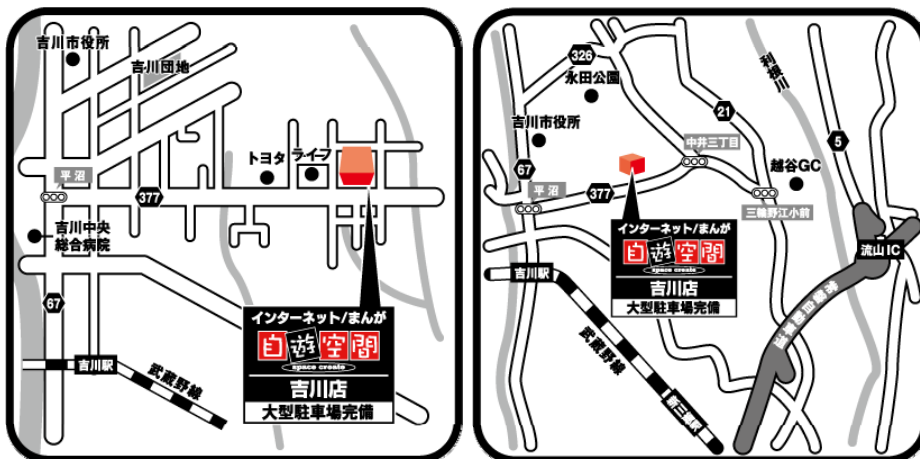 吉川市役所
吉川団地
平沼
トヨタ
ライフ
377
吉川中央
総合病院
67
吉川駅
武蔵野線
インターネット/まんが
自遊空間
space create
吉川店
大型駐車場完備
326
永田公園
利根川
21
吉川市役所
中井三丁目
5
67
越谷GC
平沼
377
三輪野江小前
インターネット/まんが
自遊空間
space create
吉川店
大型駐車場完備
流山IC
吉川駅
常磐自動車道
武蔵野線
新三郷駅